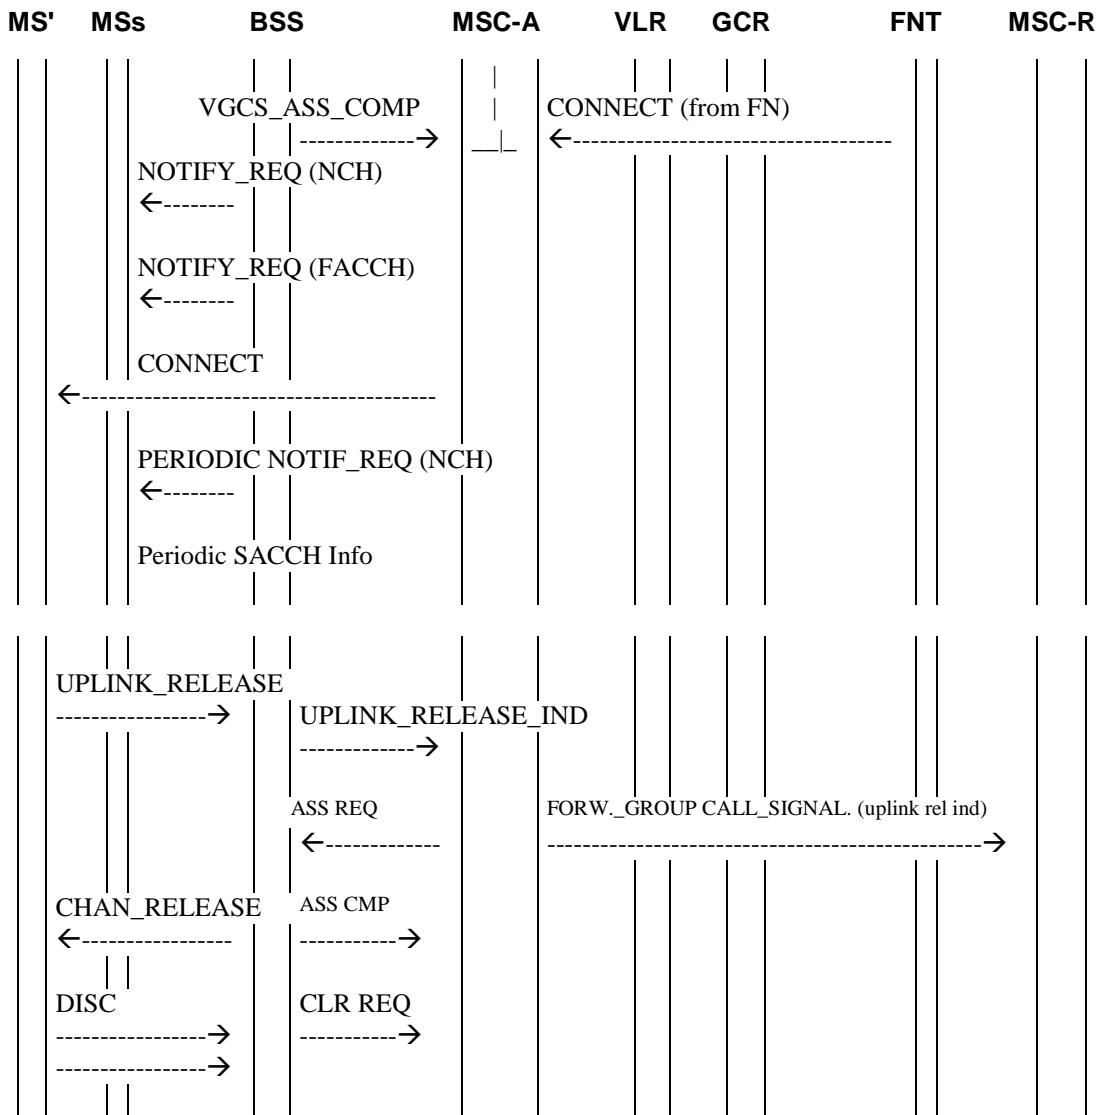 MS' MSs BSS MSC-A VLR GCR FNT MSC-R
VGCS_ASS_COMP CONNECT (from FN)
NOTIFY_REQ (NCH)
NOTIFY_REQ (FACCH)
CONNECT
PERIODIC NOTIF_REQ (NCH)
Periodic SACCH Info
UPLINK_RELEASE
UPLINK_RELEASE_IND
ASS REQ FORW._GROUP CALL_SIGNAL. (uplink rel ind)
CHAN_RELEASE ASS CMP
DISC CLR REQ